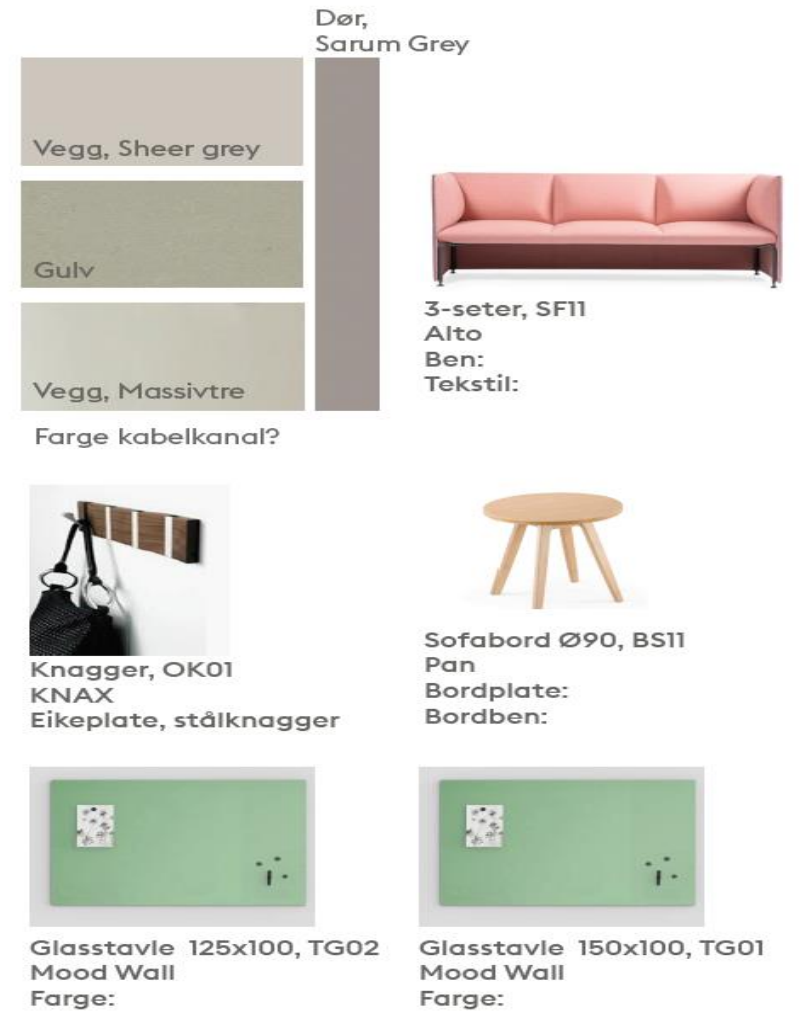 Dør,
Sarum Grey
Vegg, Sheer grey
Gulv
Vegg, Massivtre
Farge kabelkanal?
3-seter, SF11
Alto
Ben:
Tekstil:
Knagger, OK01
KNAX
Eikeplate, stålknagger
Sofabord Ø90, BS11
Pan
Bordplate:
Bordben:
Glasstavle 125x100, TG02
Mood Wall
Farge:
Glasstavle 150x100, TG01
Mood Wall
Farge: